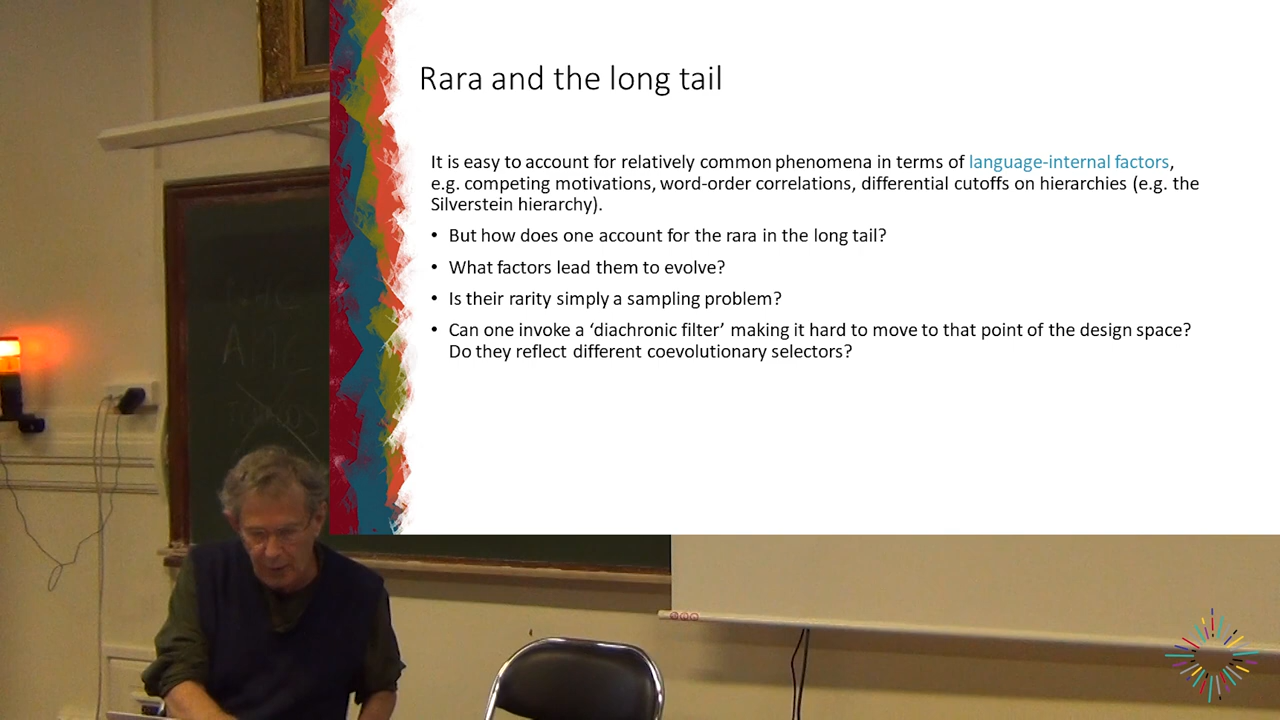 Rara and the long tail
It is easy to account for relatively common phenomena in terms of language-internal factors,
e.g. competing motivations, word-order correlations, differential cutoffs on hierarchies (e.g. the
Silverstein hierarchy).
• But how does one account for the rara in the long tail?
• What factors lead them to evolve?
• Is their rarity simply a sampling problem?
• Can one invoke a ‘diachronic filter’ making it hard to move to that point of the design space?
Do they reflect different coevolutionary selectors?